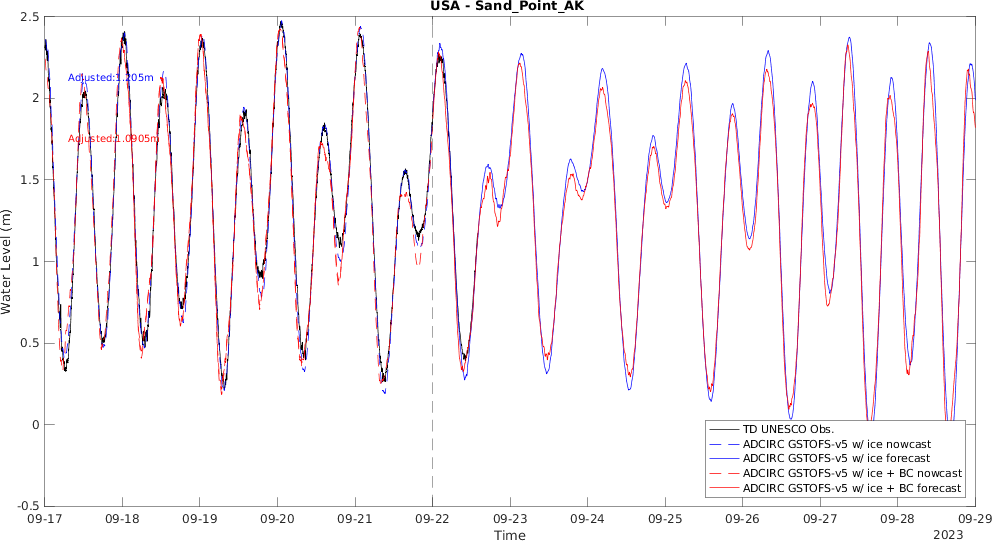 USA - Sand_Point_AK
2.5
2
1.5
1
0.5
0
-0.5
Water Level (m)
Adjusted:1.205m
Adjusted:1.0905m
TD UNESCO Obs.
ADCIRC GSTOFS-v5 w/ ice nowcast
ADCIRC GSTOFS-v5 w/ ice forecast
ADCIRC GSTOFS-v5 w/ ice + BC nowcast
ADCIRC GSTOFS-v5 w/ ice + BC forecast
09-17 09-18 09-19 09-20 09-21 09-22 09-23 09-24 09-25 09-26 09-27 09-28 09-29
Time
2023